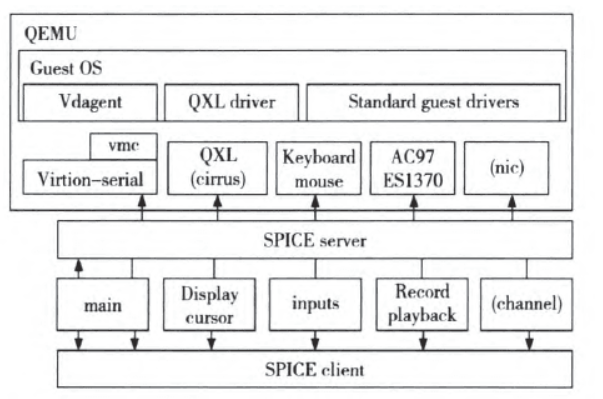 QEMU
Guest OS
Vdagent
QXL driver
Standard guest drivers
vmc
Virtion-serial
QXL
(cirrus)
Keyboard
mouse
AC97
ES1370
(nic)
SPICE server
main
Display
cursor
inputs
Record
playback
(channel)
SPICE client